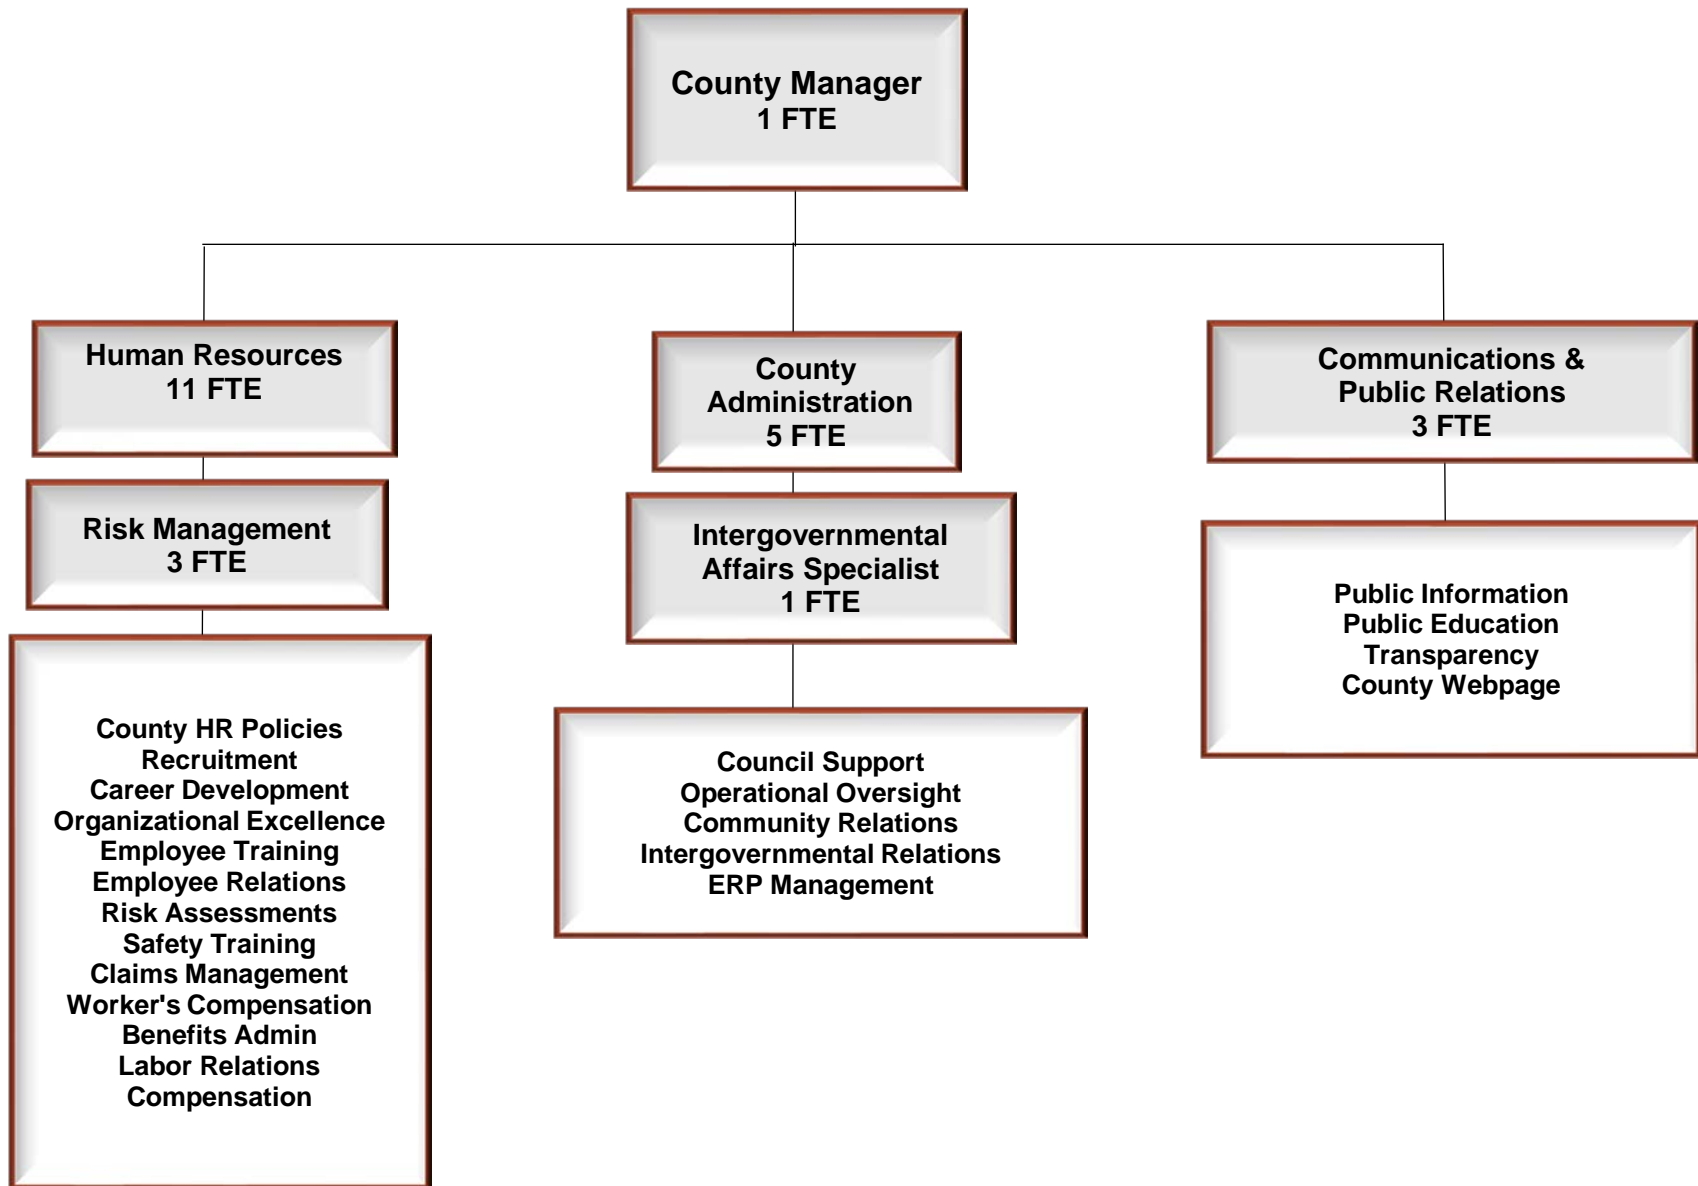 County Manager
1 FTE
Human Resources
11 FTE
Risk Management
3 FTE
County HR Policies
Recruitment
Career Development
Organizational Excellence
Employee Training
Employee Relations
Risk Assessments
Safety Training
Claims Management
Worker's Compensation
Benefits Admin
Labor Relations
Compensation
County
Administration
5 FTE
Intergovernmental
Affairs Specialist
1 FTE
Council Support
Operational Oversight
Community Relations
Intergovernmental Relations
ERP Management
Communications &
Public Relations
3 FTE
Public Information
Public Education
Transparency
County Webpage